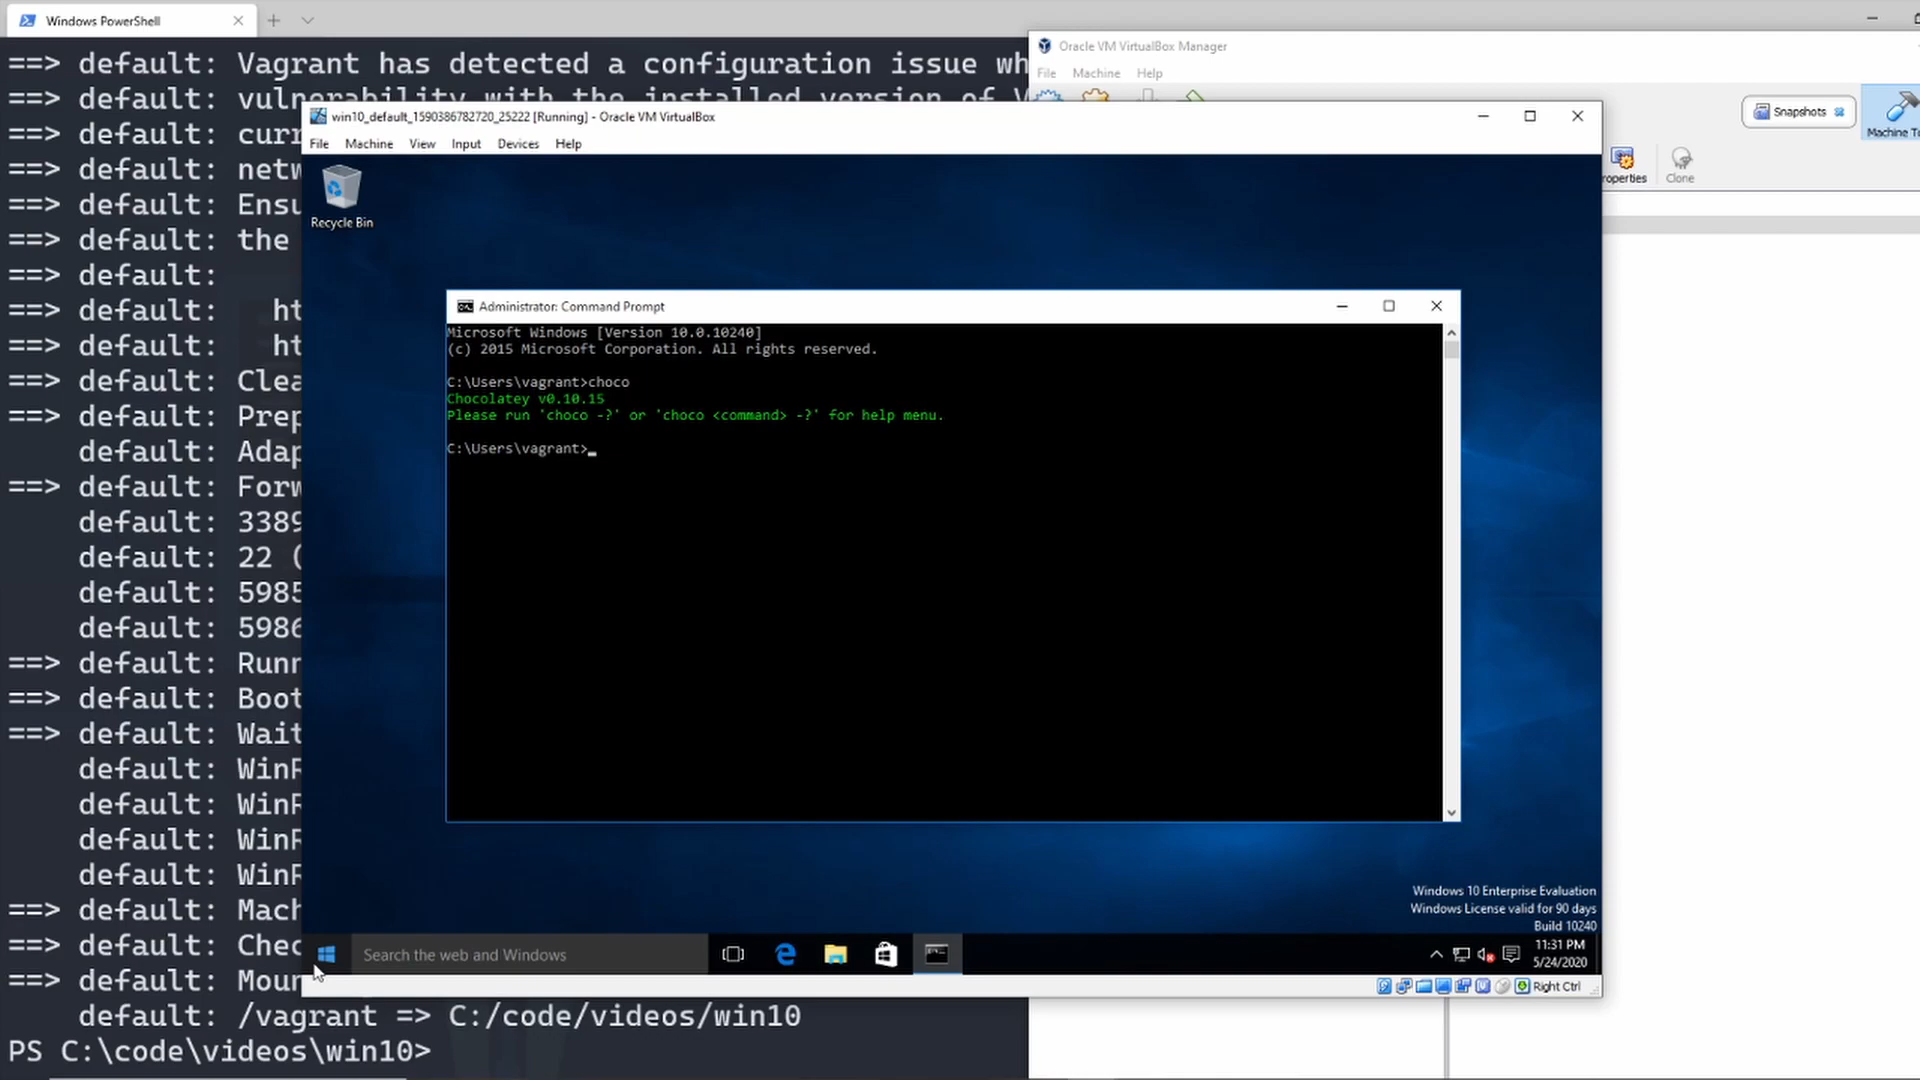 Windows PowerShell
==> default: Vagrant has detected a configuration issue wh
==> default: vulnerability with the installed version of V
==> default: curr
==> default: netw
==> default: Ensu
==> default: the
==> default:
==> default: ht
==> default: ht
==> default: Clea
==> default: Prep
default: Adap
==> default: Forw
default: 3389
default: 22 (
default: 5985
default: 5986
==> default: Runn
==> default: Boot
==> default: Wait
default: WinR
default: WinR
default: WinR
default: WinR
==> default: Mach
==> default: Chec
==> default: Moun
default: /vagrant => C:/code/videos/win10
PS C:\code\videos\win10>
Oracle VM VirtualBox Manager
File Machine Help
Snapshots
Machine To
roperties
Clone
win10_default_1590386782720_25222 [Running] - Oracle VM VirtualBox
File Machine View Input Devices Help
Recycle Bin
Administrator: Command Prompt
Microsoft Windows [Version 10.0.10240]
(c) 2015 Microsoft Corporation. All rights reserved.
C:\Users\vagrant>choco
Chocolatey v0.10.15
Please run 'choco -?' or 'choco <command> -?' for help menu.
C:\Users\vagrant>
Windows 10 Enterprise Evaluation
Windows License valid for 90 days
Build 10240
Search the web and Windows
11:31 PM
5/24/2020
Right Ctrl